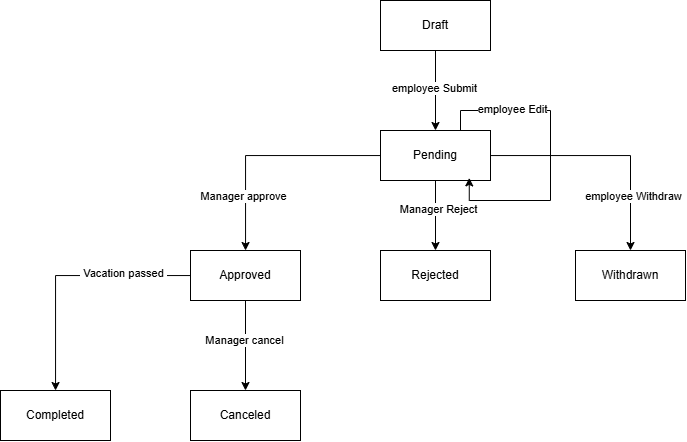 Draft
employee Submit
employee Edit
Pending
Manager approve
Manager Reject
employee Withdraw
Approved
Rejected
Withdrawn
Vacation passed
Manager cancel
Completed
Canceled